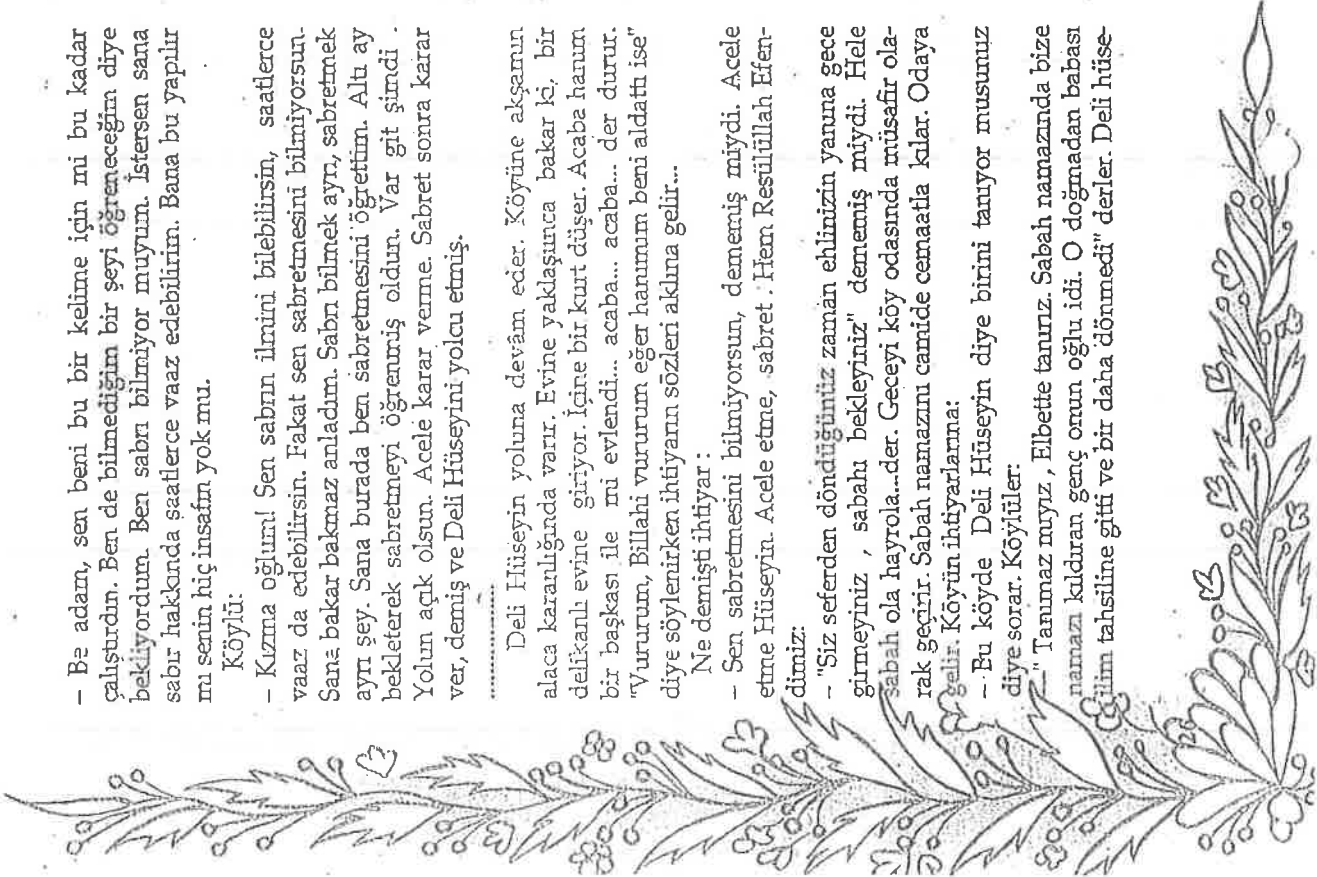 – Be adam, sen beni bu bir kelime için mi bu kadar
çalıştırdın. Ben de bilmediğim bir şeyi öğreneceğim diye
bekliyordum. Ben sabrı bilmiyor muyum. İstersen sana
sabır hakkında saatlerce vaaz edebilirim. Bana bu yapılır
mı senin hiç insafın yok mu.
Köylü:
– Kızma oğlum! Sen sabrın ilmini bilebilirsin, saatlerce
vaaz da edebilirsin. Fakat sen sabretmesini bilmiyorsun.
Sana bakar bakmaz anladım. Sabrı bilmek ayrı, sabretmek
ayrı şey. Sana burada ben sabretmesini öğrettim. Altı ay
bekleterek sabretmeyi öğrenmiş oldun. Var git şimdi .
Yolun açık olsun. Acele karar verme. Sabret sonra karar
ver, demiş ve Deli Hüseyini yolcu etmiş.
....................
Deli Hüseyin yoluna devâm eder. Köyüne akşamın
alaca karanlığında varır. Evine yaklaşınca bakar ki, bir
delikanlı evine giriyor. İçine bir kurt düşer. Acaba hanım
bir başkası ile mi evlendi... acaba... acaba... der durur.
"Vururum, Billahi vururum eğer hanımım beni aldattı ise"
diye söylenirken ihtiyarın sözleri aklına gelir...
Ne demişti ihtiyar :
– Sen sabretmesini bilmiyorsun, dememiş miydi. Acele
etme Hüseyin. Acele etme, sabret . Hem Resülüllah Efen-
dimiz:
– "Siz seferden döndüğünüz zaman ehlinizin yanına gece
girmeyiniz , sabahı bekleyiniz" dememiş miydi. Hele
sabah ola hayrola...der. Geceyi köy odasında müsafir ola-
rak geçirir. Sabah namazını camide cemaatla kılar. Odaya
gelir. Köyün ihtiyarlarına:
– Bu köyde Deli Hüseyin diye birini tanıyor musunuz
diye sorar. Köylüler:
–" Tanımaz mıyız , Elbette tanırız. Sabah namazında bize
namazı kıldıran genç onun oğlu idi. O doğmadan babası
ilim tahsiline gitti ve bir daha dönmedi" derler. Deli hüse-